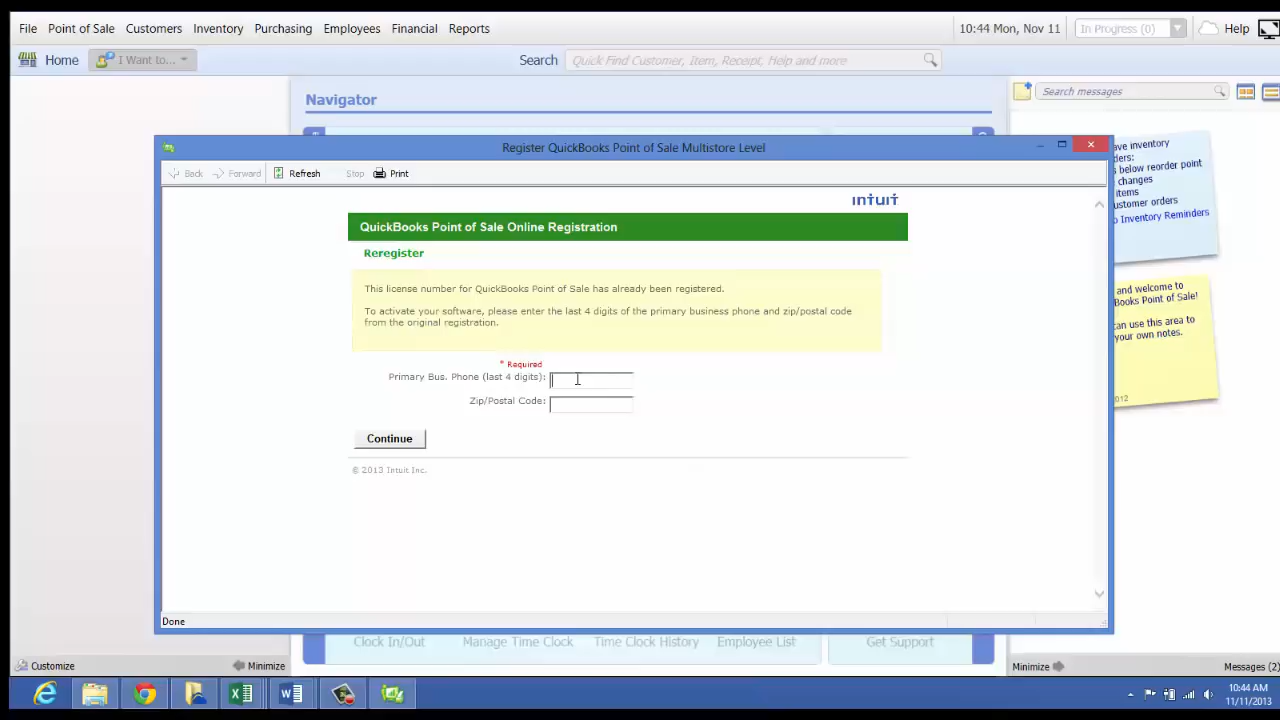 File Point of Sale Customers Inventory Purchasing Employees Financial Reports 10:44 Mon, Nov 11 In Progress (0) Help
Home I Want to... Search Quick Find Customer, Item, Receipt, Help and more
Navigator
Search messages
Register QuickBooks Point of Sale Multistore Level
Back Forward Refresh Stop Print
intuit
QuickBooks Point of Sale Online Registration
Reregister
This license number for QuickBooks Point of Sale has already been registered.
To activate your software, please enter the last 4 digits of the primary business phone and zip/postal code
from the original registration.
* Required
Primary Bus. Phone (last 4 digits):
Zip/Postal Code:
Continue
© 2013 Intuit Inc.
Done
ave inventory
ders:
s below reorder point
changes
items
ustomer orders
o Inventory Reminders
and welcome to
Books Point of Sale!
can use this area to
your own notes.
2012
Clock In/Out Manage Time Clock Time Clock History Employee List Get Support
Customize Minimize Minimize Messages (2)
10:44 AM
11/11/2013